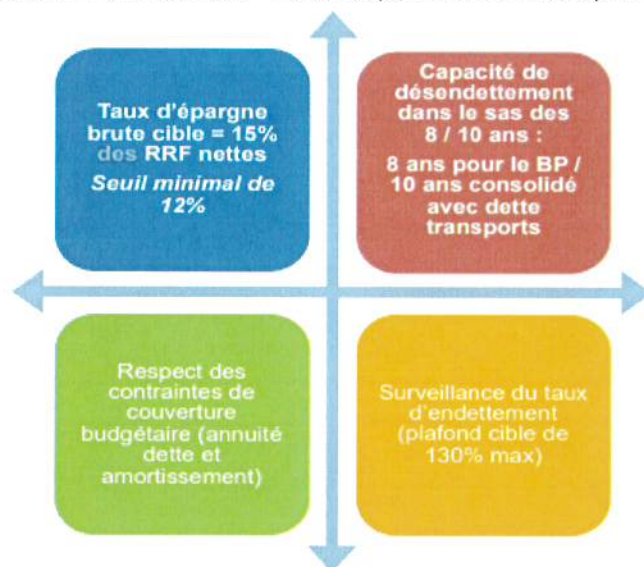 Taux d'épargne
brute cible = 15%
des RRF nettes
Seuil minimal de
12%
Capacité de
désendettement
dans le sas des
8 / 10 ans :
8 ans pour le BP /
10 ans consolidé
avec dette
transports
Respect des
contraintes de
couverture
budgétaire (annuité
dette et
amortissement)
Surveillance du taux
d'endettement
(plafond cible de
130% max)